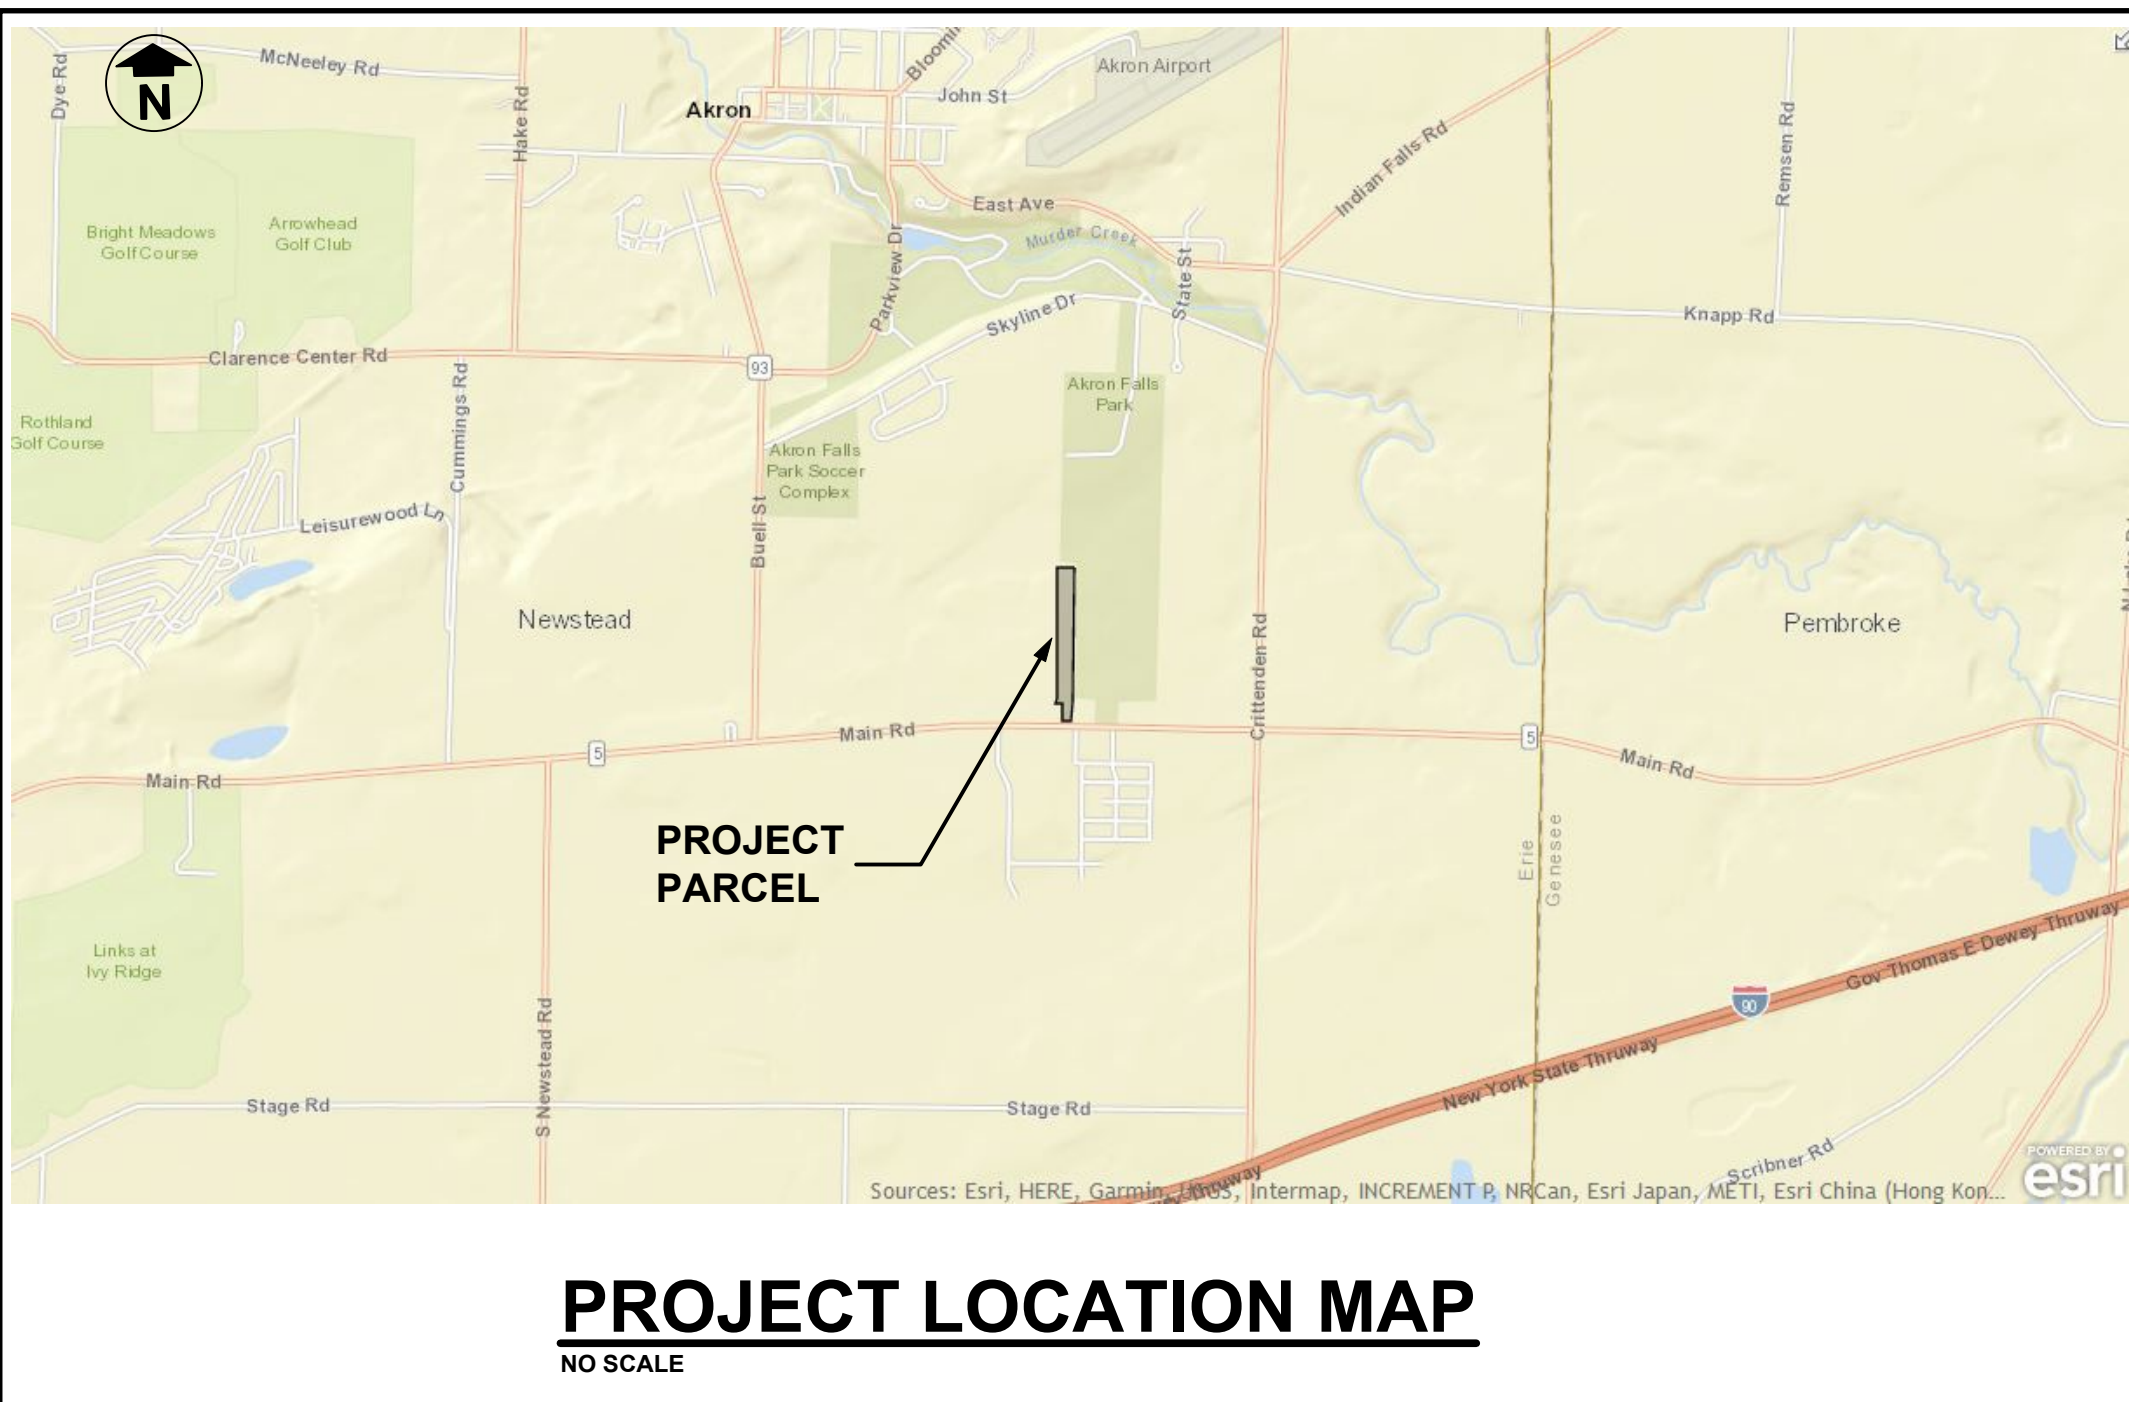 McNeeley Rd
Dye Rd
N
Hake Rd
Akron
John St
Akron Airport
Indian Falls Rd
Remsen Rd
Bright Meadows
Golf Course
Arrowhead
Golf Club
East Ave
Murder Creek
Parkview Dr
State St
Skyline Dr
Knapp Rd
Clarence Center Rd
93
Cummings Rd
Akron Falls
Park
Rothland
Golf Course
Akron Falls
Park Soccer
Complex
Leisurewood Ln
Buell St
Newstead
Pembroke
Crittenden Rd
Main Rd
5
5
Main Rd
Main Rd
PROJECT
PARCEL
Erie
Genesee
Links at
Ivy Ridge
S Newstead Rd
Gov Thomas E Dewey Thruway
90
New York State Thruway
Stage Rd
Stage Rd
Scribner Rd
Thruway
POWERED BY
esri
Sources: Esri, HERE, Garmin, USGS, Intermap, INCREMENT P, NRCan, Esri Japan, METI, Esri China (Hong Kon...
PROJECT LOCATION MAP
NO SCALE